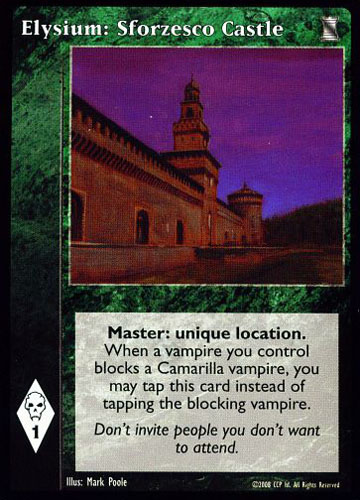 Elysium: Sforzesco Castle
Master: unique location.
When a vampire you control
blocks a Camarilla vampire, you
may tap this card instead of
tapping the blocking vampire.
Don't invite people you don't want
to attend.
1
Illus: Mark Poole
©2008 CCP hf. All Rights Reserved